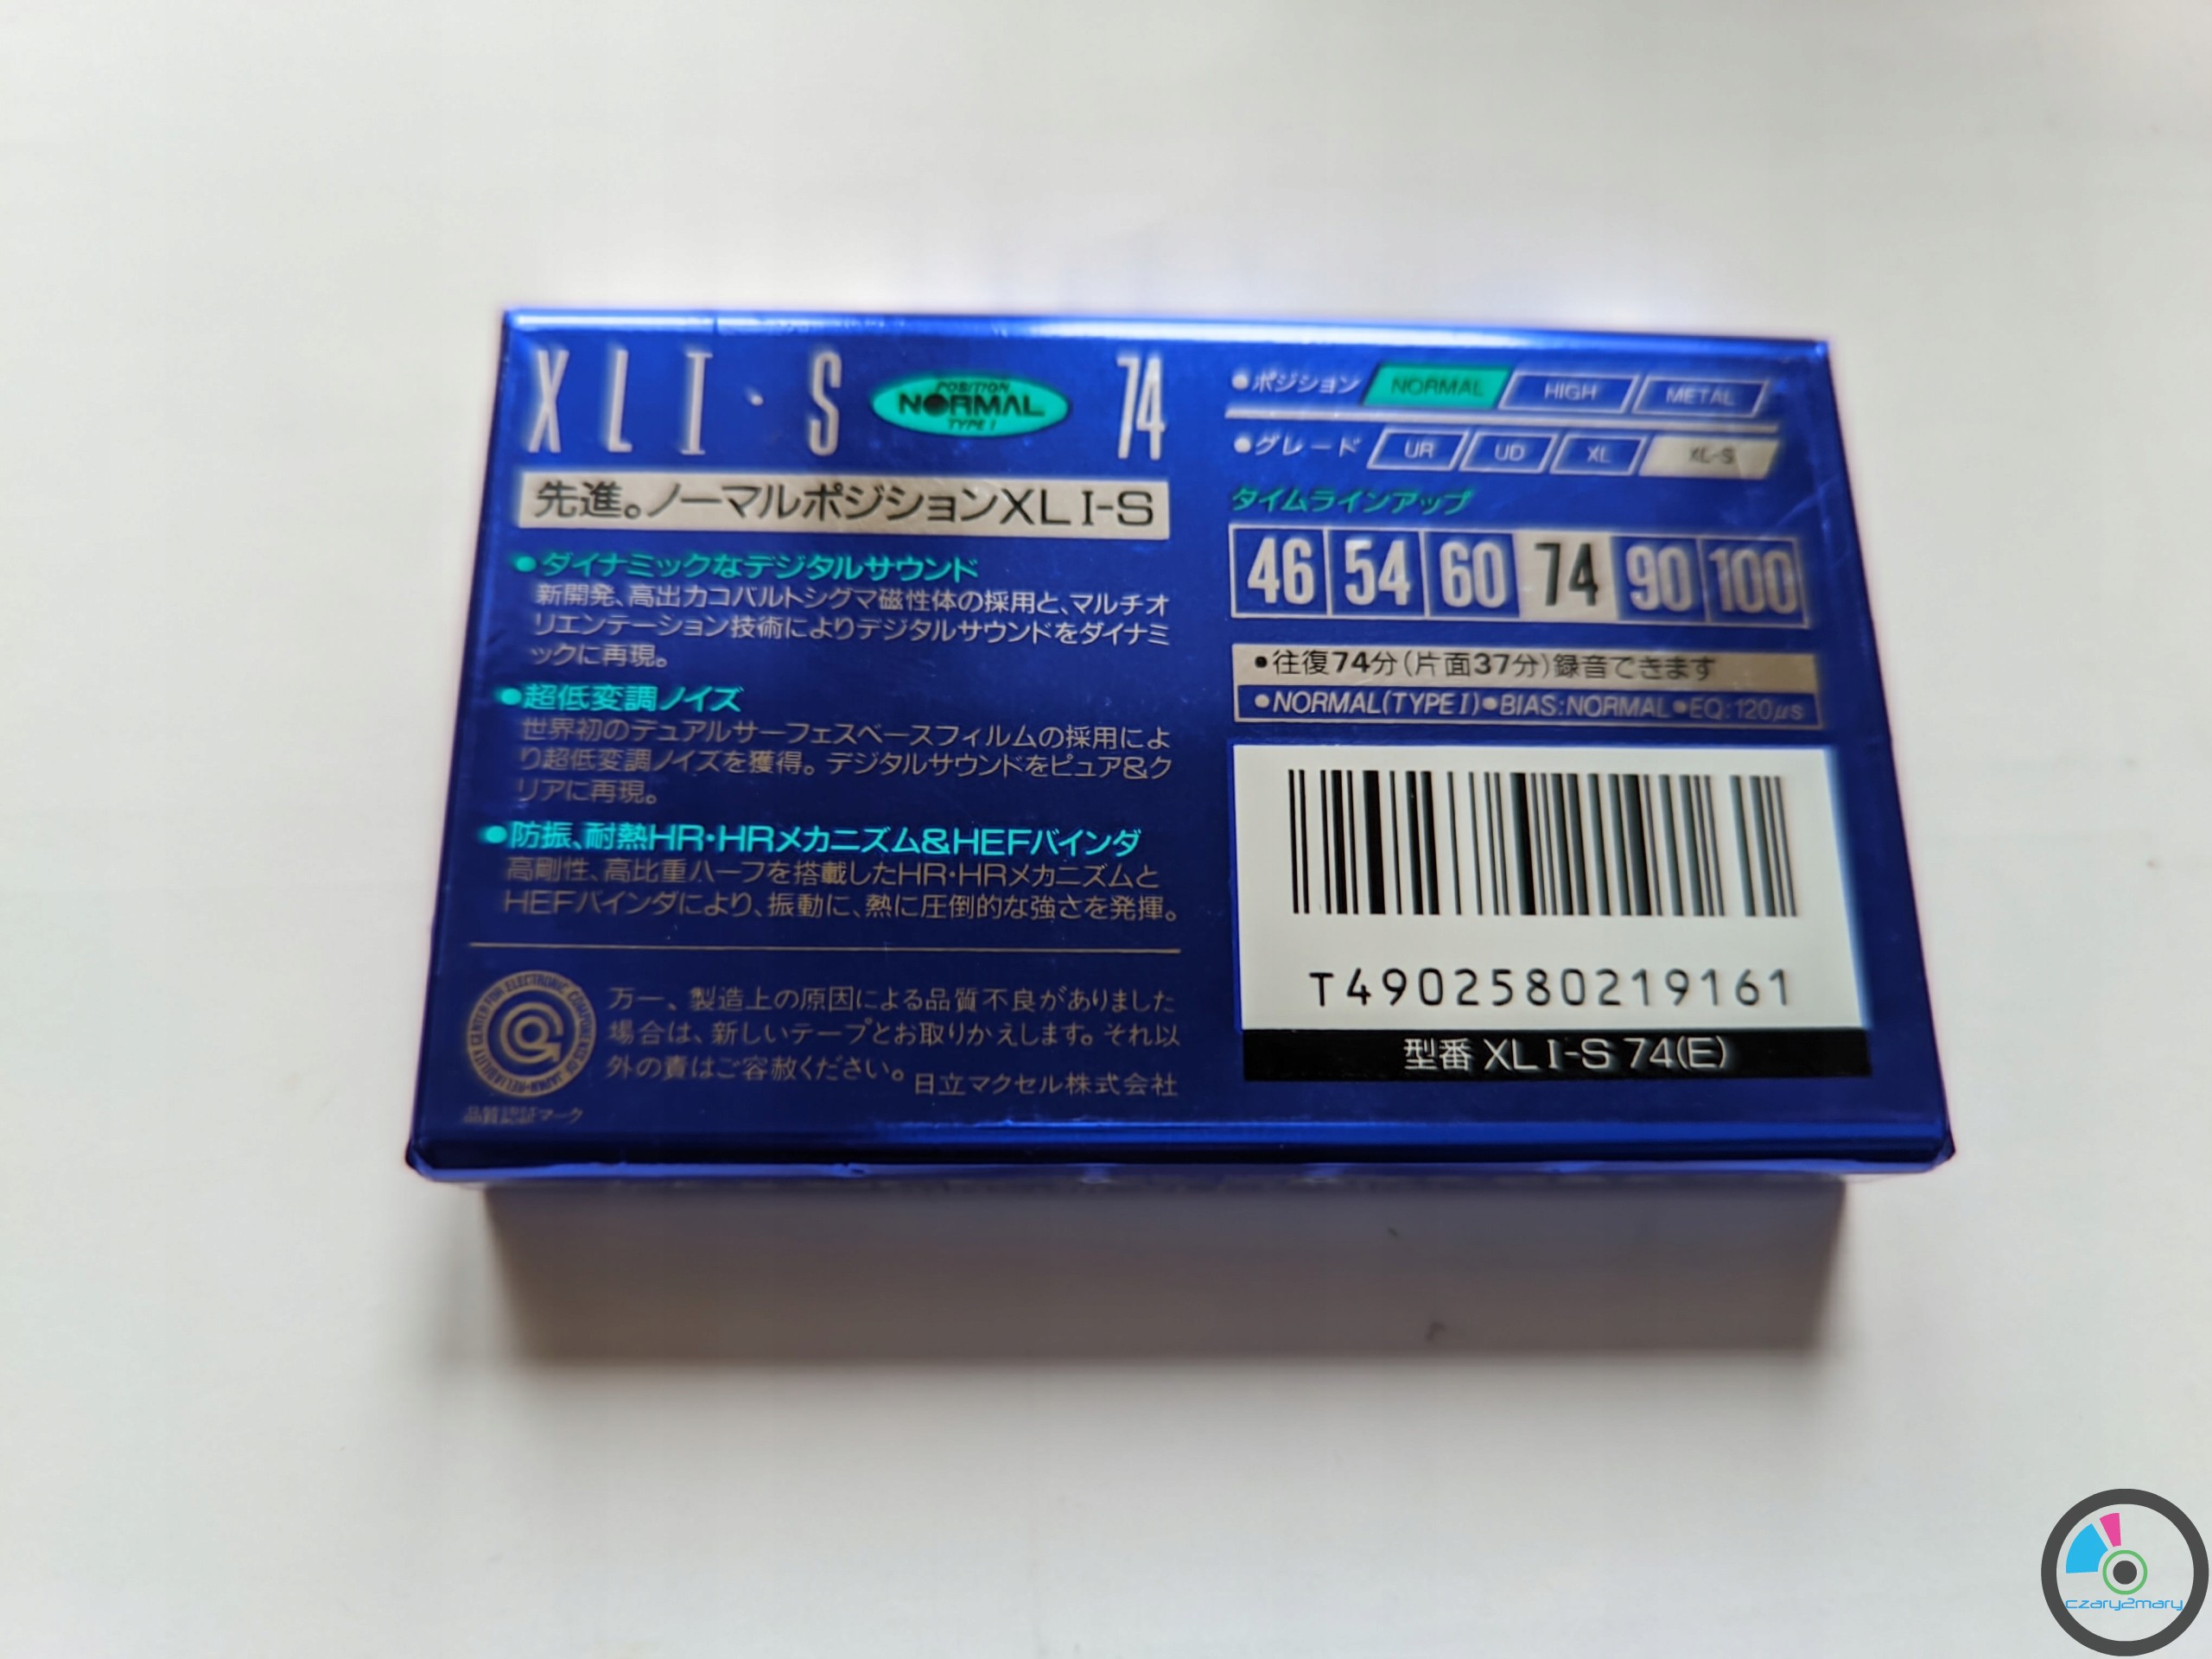 XLI·S POSITION NORMAL TYPE I 74
先進。ノーマルポジションXL I-S
●ダイナミックなデジタルサウンド
新開発、高出力コバルトシグマ磁性体の採用と、マルチオ
リエンテーション技術によりデジタルサウンドをダイナミ
ックに再現。
●超低変調ノイズ
世界初のデュアルサーフェスベースフィルムの採用によ
り超低変調ノイズを獲得。デジタルサウンドをピュア&ク
リアに再現。
●防振、耐熱HR・HRメカニズム&HEFバインダ
高剛性、高比重ハーフを搭載したHR・HRメカニズムと
HEFバインダにより、振動に、熱に圧倒的な強さを発揮。
RELIABILITY CENTER FOR ELECTRONIC COMPONENTS OF JAPAN
品質認証マーク
万一、製造上の原因による品質不良がありました
場合は、新しいテープとお取りかえします。それ以
外の責はご容赦ください。
日立マクセル株式会社
●ポジション NORMAL HIGH METAL
●グレード UR UD XL XL-S
タイムラインアップ
46 54 60 74 90 100
●往復74分(片面37分)録音できます
●NORMAL(TYPE I)●BIAS:NORMAL●EQ:120μs
T4902580219161
型番 XL I-S 74(E)
czary2mary